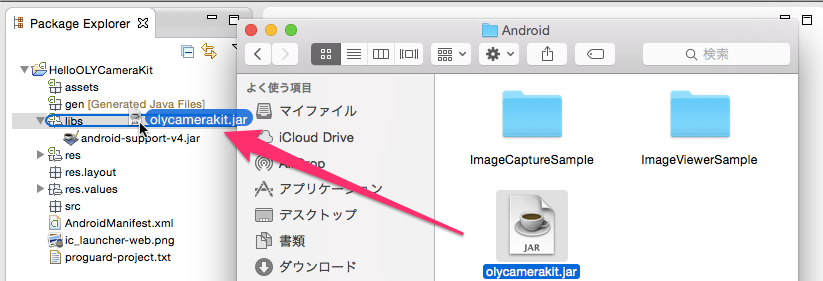 Package Explorer
HelloOLYCameraKit
assets
gen [Generated Java Files]
libs
olycamerakit.jar
android-support-v4.jar
res
res.layout
res.values
src
AndroidManifest.xml
ic_launcher-web.png
proguard-project.txt
Android
検索
よく使う項目
マイファイル
iCloud Drive
AirDrop
アプリケーション
デスクトップ
書類
ダウンロード
ImageCaptureSample
ImageViewerSample
JAR
olycamerakit.jar